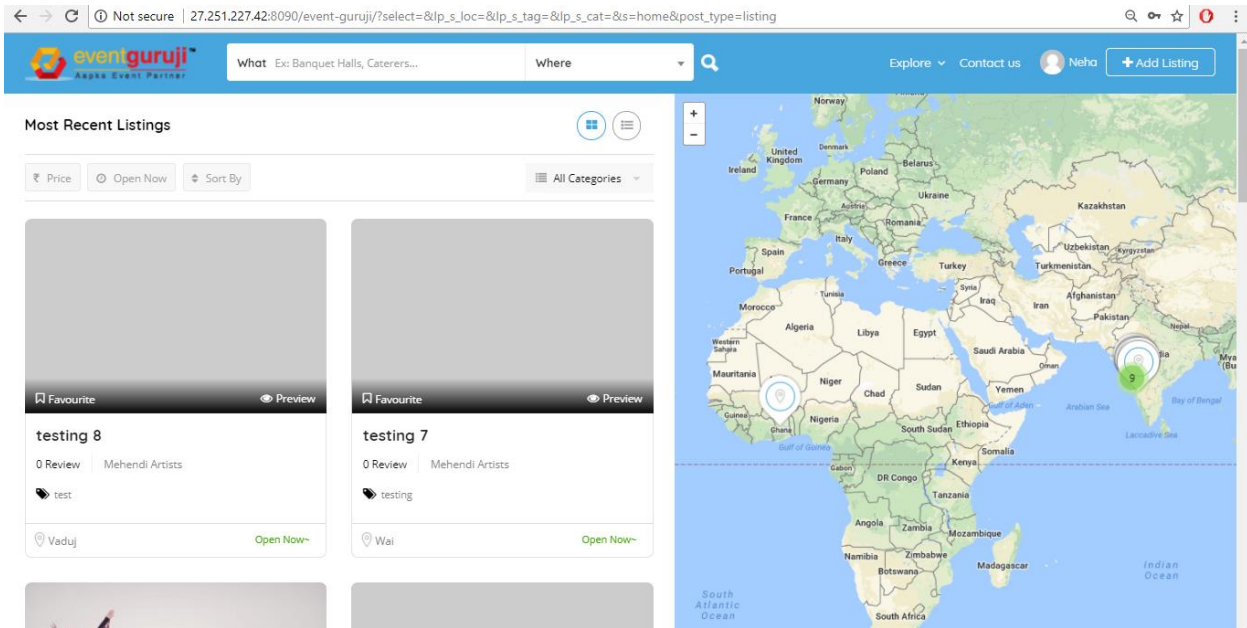 Not secure | 27.251.227.42:8090/event-guruji/?select=&lp_s_loc=&lp_s_tag=&lp_s_cat=&s=home&post_type=listing
eventguruji™
Aapka Event Partner
What Ex: Banquet Halls, Caterers...
Where
Explore
Contact us
Neha
+ Add Listing
Most Recent Listings
₹ Price
Open Now
Sort By
All Categories
Favourite
Preview
testing 8
0 Review
Mehendi Artists
test
Vaduj
Open Now~
Favourite
Preview
testing 7
0 Review
Mehendi Artists
testing
Wai
Open Now~
+
−
Norway
United Kingdom
Denmark
Ireland
Belarus
Poland
Germany
Ukraine
Austria
France
Romania
Kazakhstan
Italy
Spain
Portugal
Greece
Turkey
Uzbekistan
Kyrgyzstan
Turkmenistan
Tunisia
Syria
Iraq
Iran
Afghanistan
Morocco
Pakistan
Algeria
Libya
Egypt
Nepal
Western Sahara
Saudi Arabia
Oman
Mya
(Bu
dia
9
Mauritania
Niger
Chad
Sudan
Yemen
Gulf of Aden
Arabian Sea
Bay of Bengal
Guinea
Ghana
Nigeria
South Sudan
Ethiopia
Laccadive Sea
Gulf of Guinea
Somalia
Gabon
Kenya
DR Congo
Tanzania
Angola
Zambia
Mozambique
Namibia
Zimbabwe
Botswana
Madagascar
Indian
Ocean
South
Atlantic
Ocean
South Africa